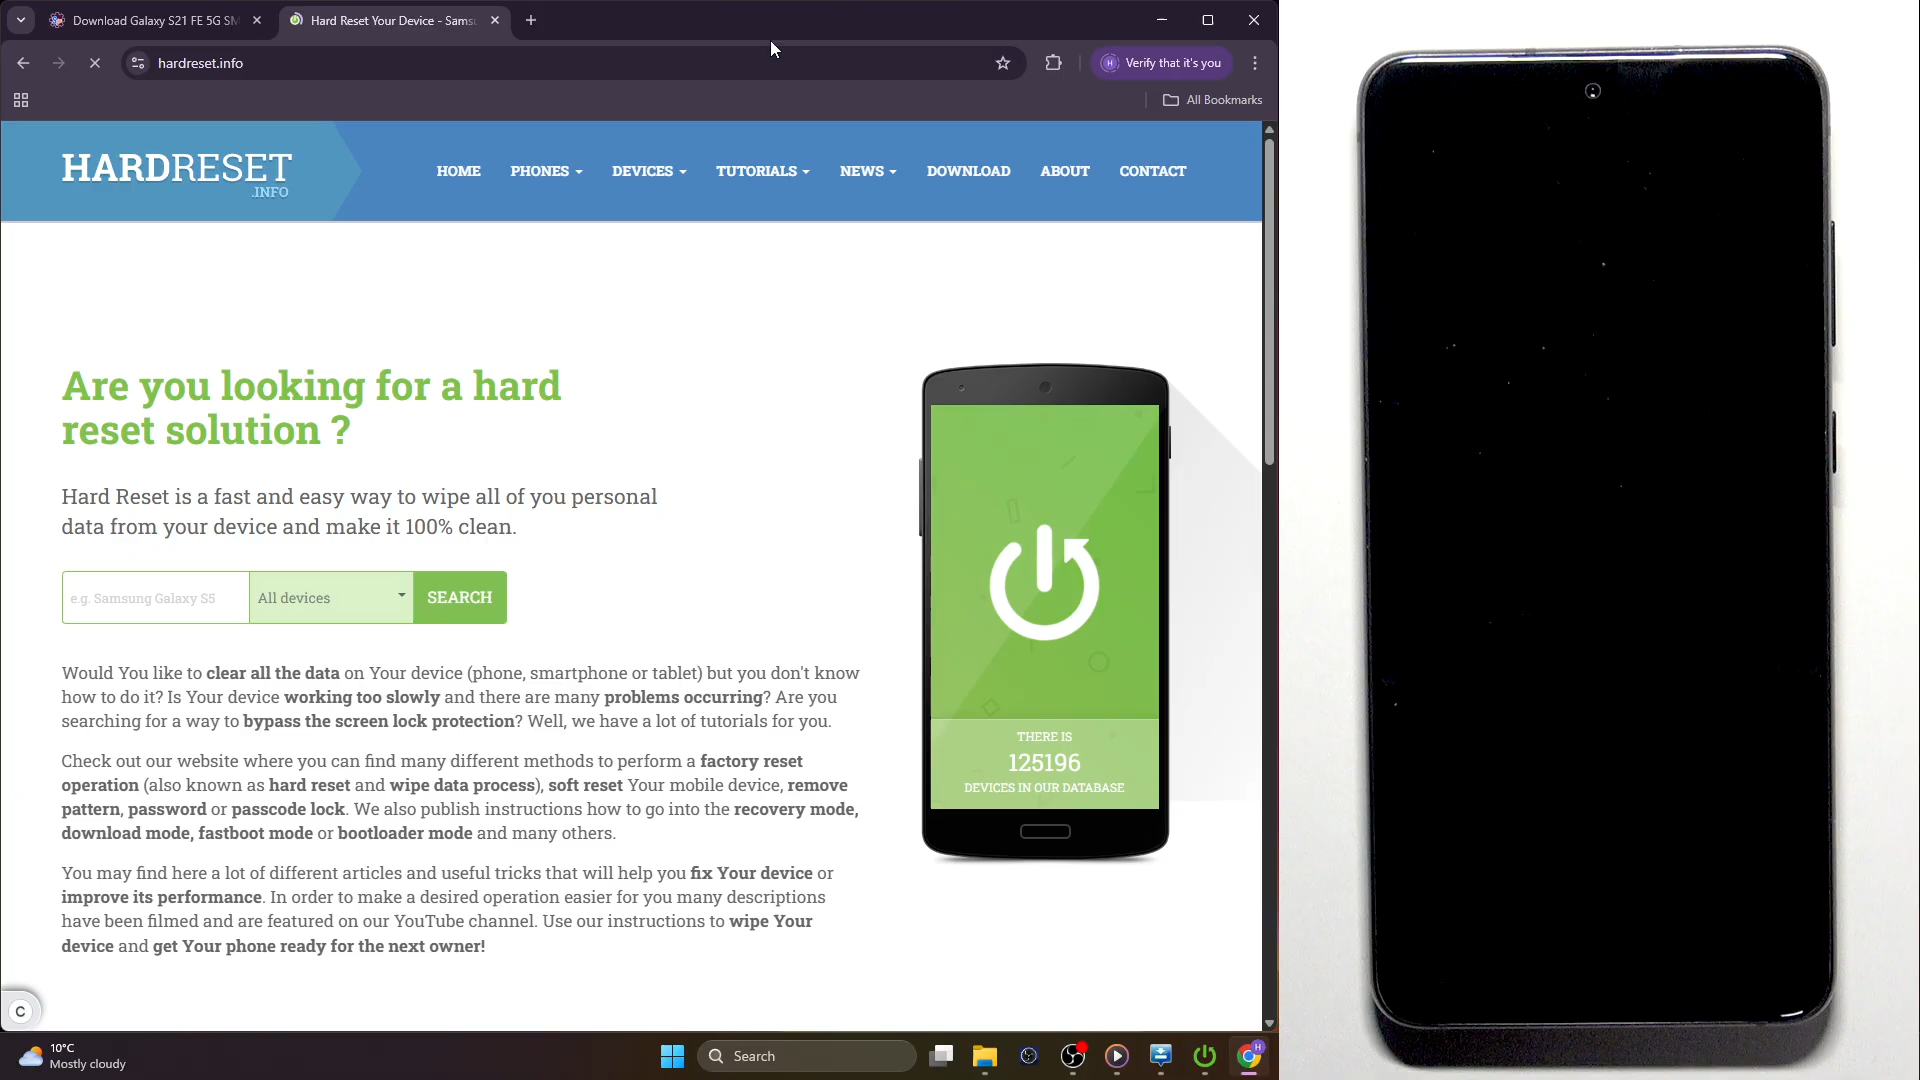 Download Galaxy S21 FE 5G SM
Hard Reset Your Device - Sams
hardreset.info
Verify that it's you
All Bookmarks
HARDRESET
.INFO
HOME
PHONES
DEVICES
TUTORIALS
NEWS
DOWNLOAD
ABOUT
CONTACT
Are you looking for a hard
reset solution ?
Hard Reset is a fast and easy way to wipe all of you personal
data from your device and make it 100% clean.
e.g. Samsung Galaxy S5
All devices
SEARCH
Would You like to clear all the data on Your device (phone, smartphone or tablet) but you don't know
how to do it? Is Your device working too slowly and there are many problems occurring? Are you
searching for a way to bypass the screen lock protection? Well, we have a lot of tutorials for you.
Check out our website where you can find many different methods to perform a factory reset
operation (also known as hard reset and wipe data process), soft reset Your mobile device, remove
pattern, password or passcode lock. We also publish instructions how to go into the recovery mode,
download mode, fastboot mode or bootloader mode and many others.
You may find here a lot of different articles and useful tricks that will help you fix Your device or
improve its performance. In order to make a desired operation easier for you many descriptions
have been filmed and are featured on our YouTube channel. Use our instructions to wipe Your
device and get Your phone ready for the next owner!
THERE IS
125196
DEVICES IN OUR DATABASE
C
10°C
Mostly cloudy
Search
H
H